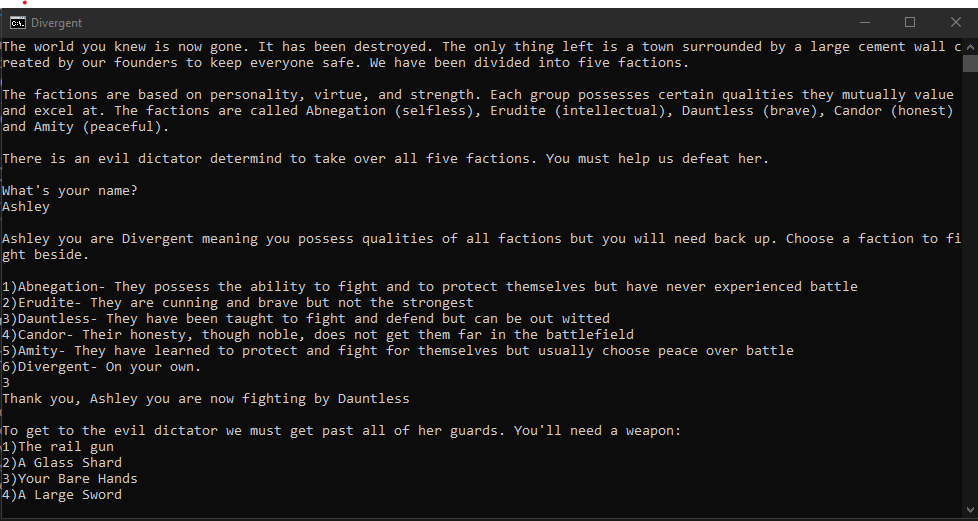 Divergent
The world you knew is now gone. It has been destroyed. The only thing left is a town surrounded by a large cement wall c
reated by our founders to keep everyone safe. We have been divided into five factions.
The factions are based on personality, virtue, and strength. Each group possesses certain qualities they mutually value
and excel at. The factions are called Abnegation (selfless), Erudite (intellectual), Dauntless (brave), Candor (honest)
and Amity (peaceful).
There is an evil dictator determind to take over all five factions. You must help us defeat her.
What's your name?
Ashley
Ashley you are Divergent meaning you possess qualities of all factions but you will need back up. Choose a faction to fi
ght beside.
1)Abnegation- They possess the ability to fight and to protect themselves but have never experienced battle
2)Erudite- They are cunning and brave but not the strongest
3)Dauntless- They have been taught to fight and defend but can be out witted
4)Candor- Their honesty, though noble, does not get them far in the battlefield
5)Amity- They have learned to protect and fight for themselves but usually choose peace over battle
6)Divergent- On your own.
3
Thank you, Ashley you are now fighting by Dauntless
To get to the evil dictator we must get past all of her guards. You'll need a weapon:
1)The rail gun
2)A Glass Shard
3)Your Bare Hands
4)A Large Sword